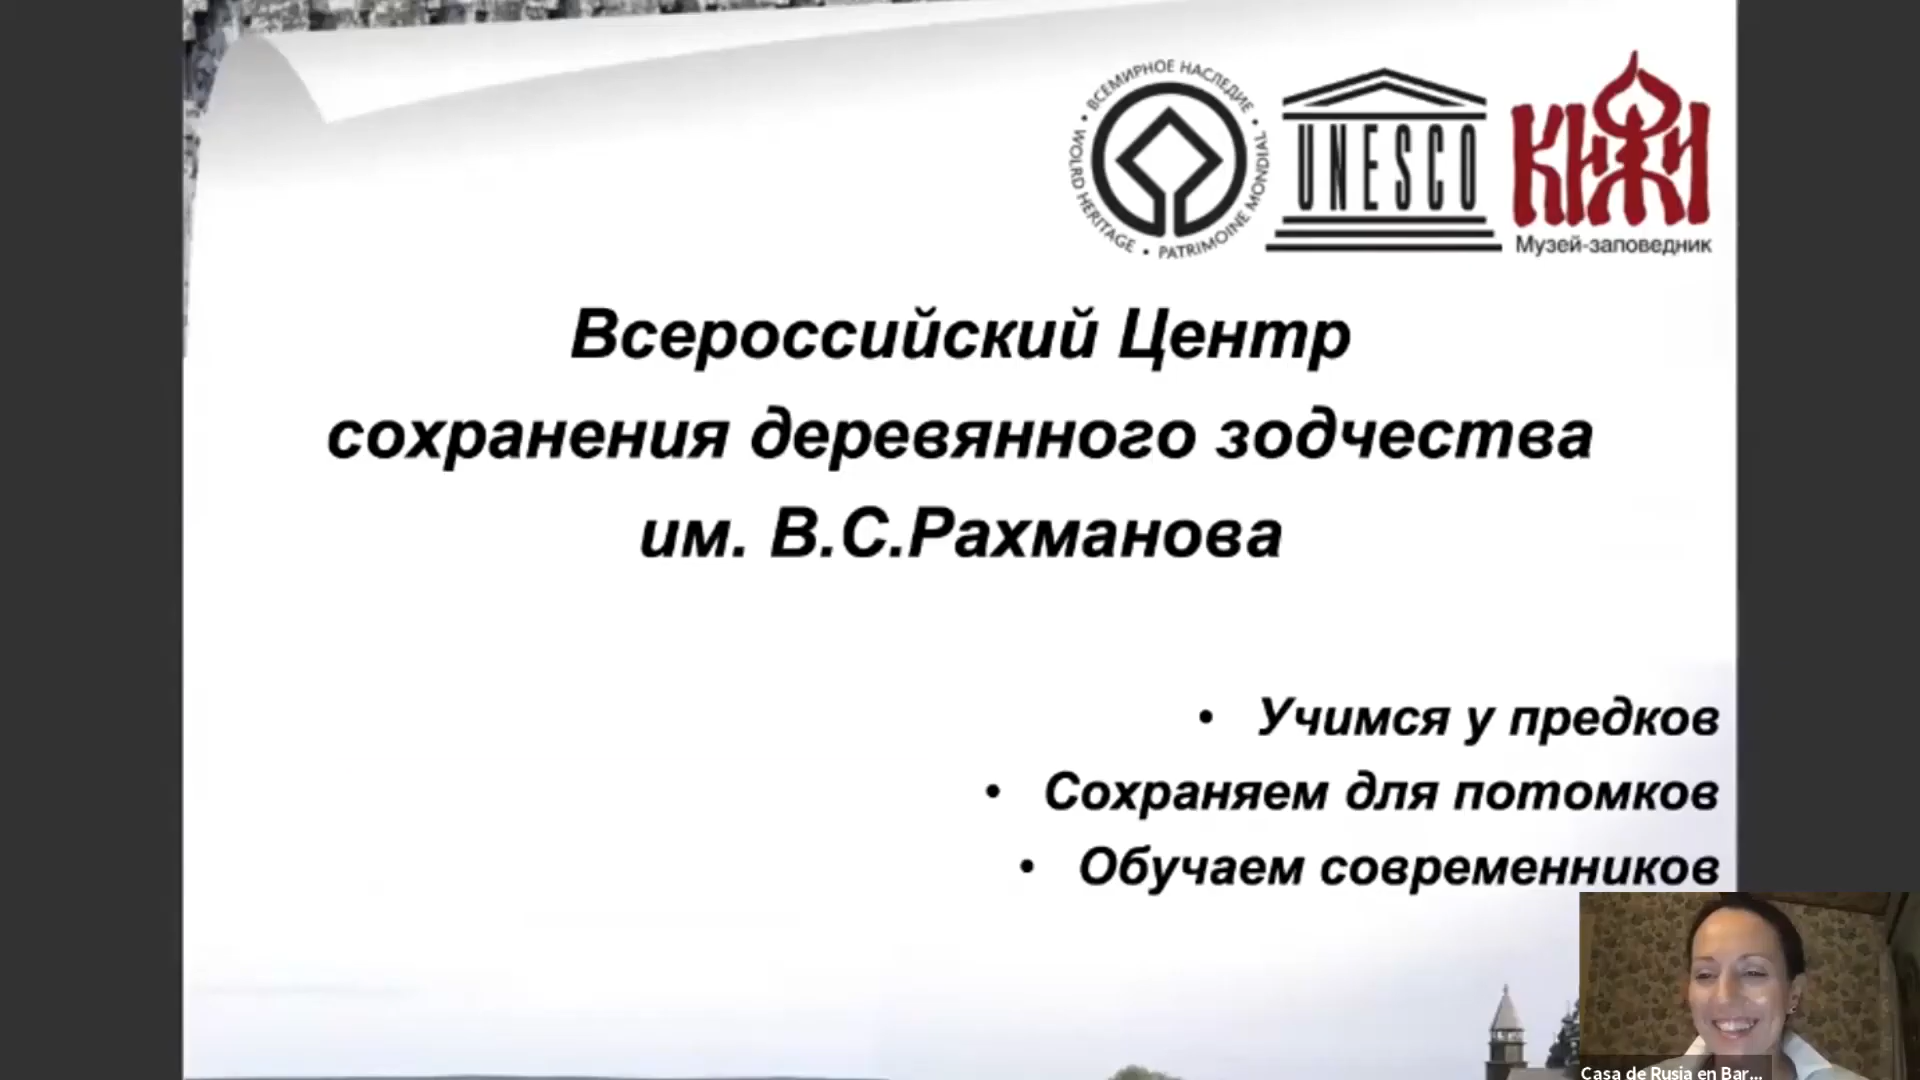 ВСЕМИРНОЕ НАСЛЕДИЕ • WORLD HERITAGE • PATRIMOINE MONDIAL •
UNESCO
КИЖИ
Музей-заповедник
Всероссийский Центр
сохранения деревянного зодчества
им. В.С.Рахманова
• Учимся у предков
• Сохраняем для потомков
• Обучаем современников
Casa de Rusia en Bar...